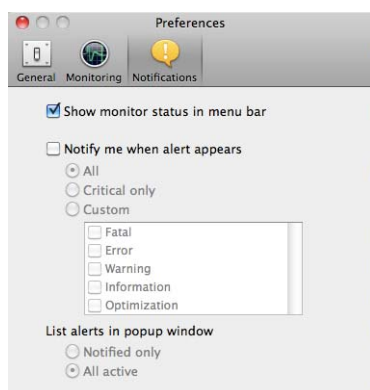 Preferences
General Monitoring Notifications
Show monitor status in menu bar
Notify me when alert appears
All
Critical only
Custom
Fatal
Error
Warning
Information
Optimization
List alerts in popup window
Notified only
All active